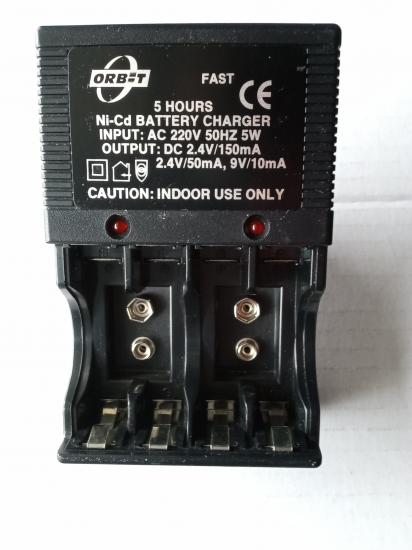 ORBIT
FAST
CE
5 HOURS
Ni-Cd BATTERY CHARGER
INPUT: AC 220V 50HZ 5W
OUTPUT: DC 2.4V/150mA
2.4V/50mA, 9V/10mA
CAUTION: INDOOR USE ONLY